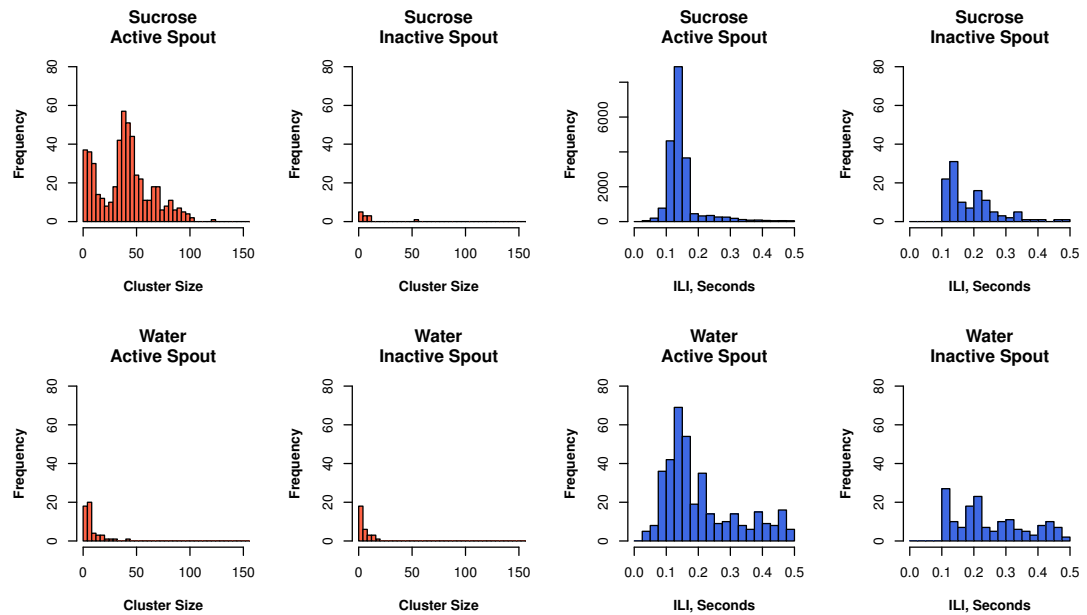 Sucrose
Active Spout
Frequency
0 20 40 60 80
0 50 100 150
Cluster Size
Sucrose
Inactive Spout
Frequency
0 20 40 60 80
0 50 100 150
Cluster Size
Sucrose
Active Spout
Frequency
0 2000 6000
0.0 0.1 0.2 0.3 0.4 0.5
ILI, Seconds
Sucrose
Inactive Spout
Frequency
0 20 40 60 80
0.0 0.1 0.2 0.3 0.4 0.5
ILI, Seconds
Water
Active Spout
Frequency
0 20 40 60 80
0 50 100 150
Cluster Size
Water
Inactive Spout
Frequency
0 20 40 60 80
0 50 100 150
Cluster Size
Water
Active Spout
Frequency
0 20 40 60 80
0.0 0.1 0.2 0.3 0.4 0.5
ILI, Seconds
Water
Inactive Spout
Frequency
0 20 40 60 80
0.0 0.1 0.2 0.3 0.4 0.5
ILI, Seconds